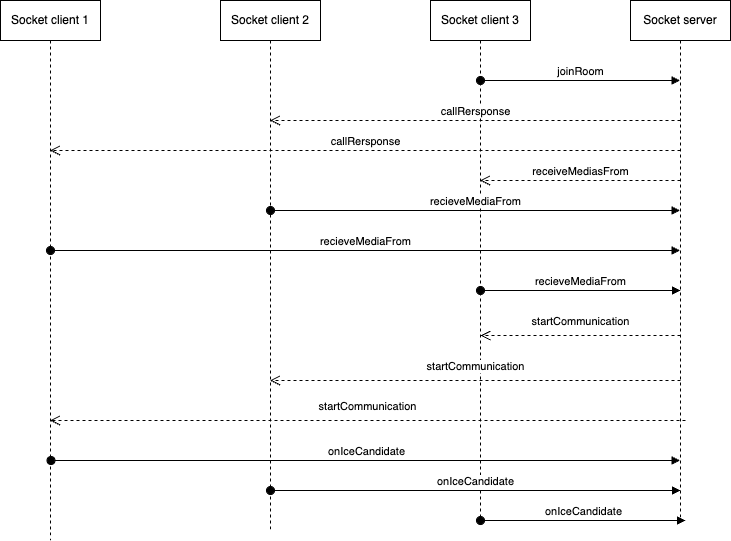 Socket client 1
Socket client 2
Socket client 3
Socket server
joinRoom
callRersponse
callRersponse
receiveMediasFrom
recieveMediaFrom
recieveMediaFrom
recieveMediaFrom
startCommunication
startCommunication
startCommunication
onIceCandidate
onIceCandidate
onIceCandidate